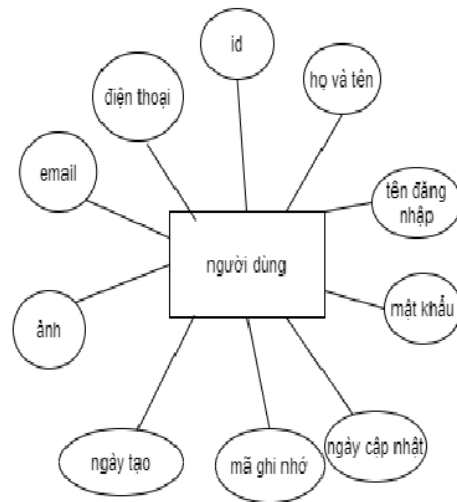 id
họ và tên
điện thoại
email
tên đăng
nhập
người dùng
mật khẩu
ảnh
ngày tạo
mã ghi nhớ
ngày cập nhật